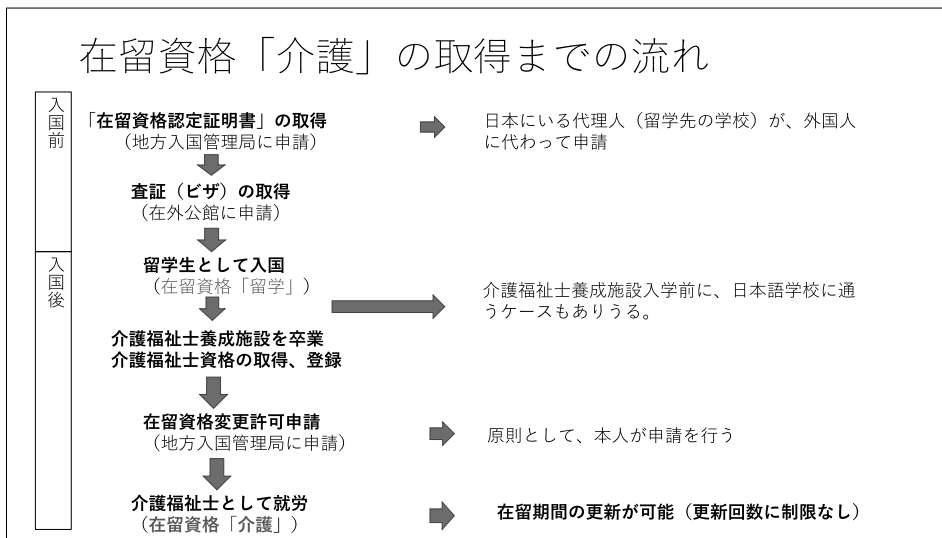 在留資格「介護」の取得までの流れ
入国前
「在留資格認定証明書」の取得
（地方入国管理局に申請）
日本にいる代理人（留学先の学校）が、外国人
に代わって申請
査証（ビザ）の取得
（在外公館に申請）
入国後
留学生として入国
（在留資格「留学」）
介護福祉士養成施設入学前に、日本語学校に通
うケースもありうる。
介護福祉士養成施設を卒業
介護福祉士資格の取得、登録
在留資格変更許可申請
（地方入国管理局に申請）
原則として、本人が申請を行う
介護福祉士として就労
（在留資格「介護」）
在留期間の更新が可能（更新回数に制限なし）